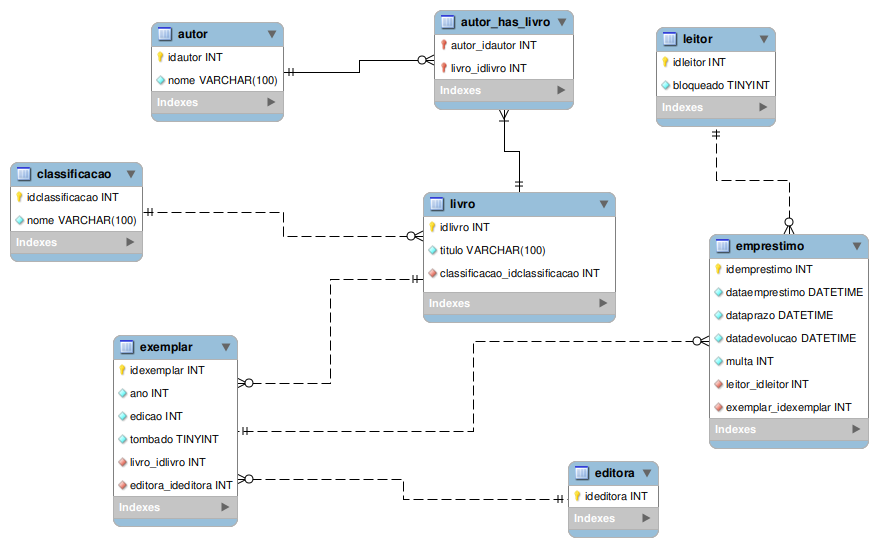 autor
idautor INT
nome VARCHAR(100)
Indexes
autor_has_livro
autor_idautor INT
livro_idlivro INT
Indexes
leitor
idleitor INT
bloqueado TINYINT
Indexes
classificacao
idclassificacao INT
nome VARCHAR(100)
Indexes
livro
idlivro INT
titulo VARCHAR(100)
classificacao_idclassificacao INT
Indexes
emprestimo
idemprestimo INT
dataemprestimo DATETIME
dataprazo DATETIME
datadevolucao DATETIME
multa INT
leitor_idleitor INT
exemplar_idexemplar INT
Indexes
exemplar
idexemplar INT
ano INT
edicao INT
tombado TINYINT
livro_idlivro INT
editora_ideditora INT
Indexes
editora
ideditora INT
Indexes